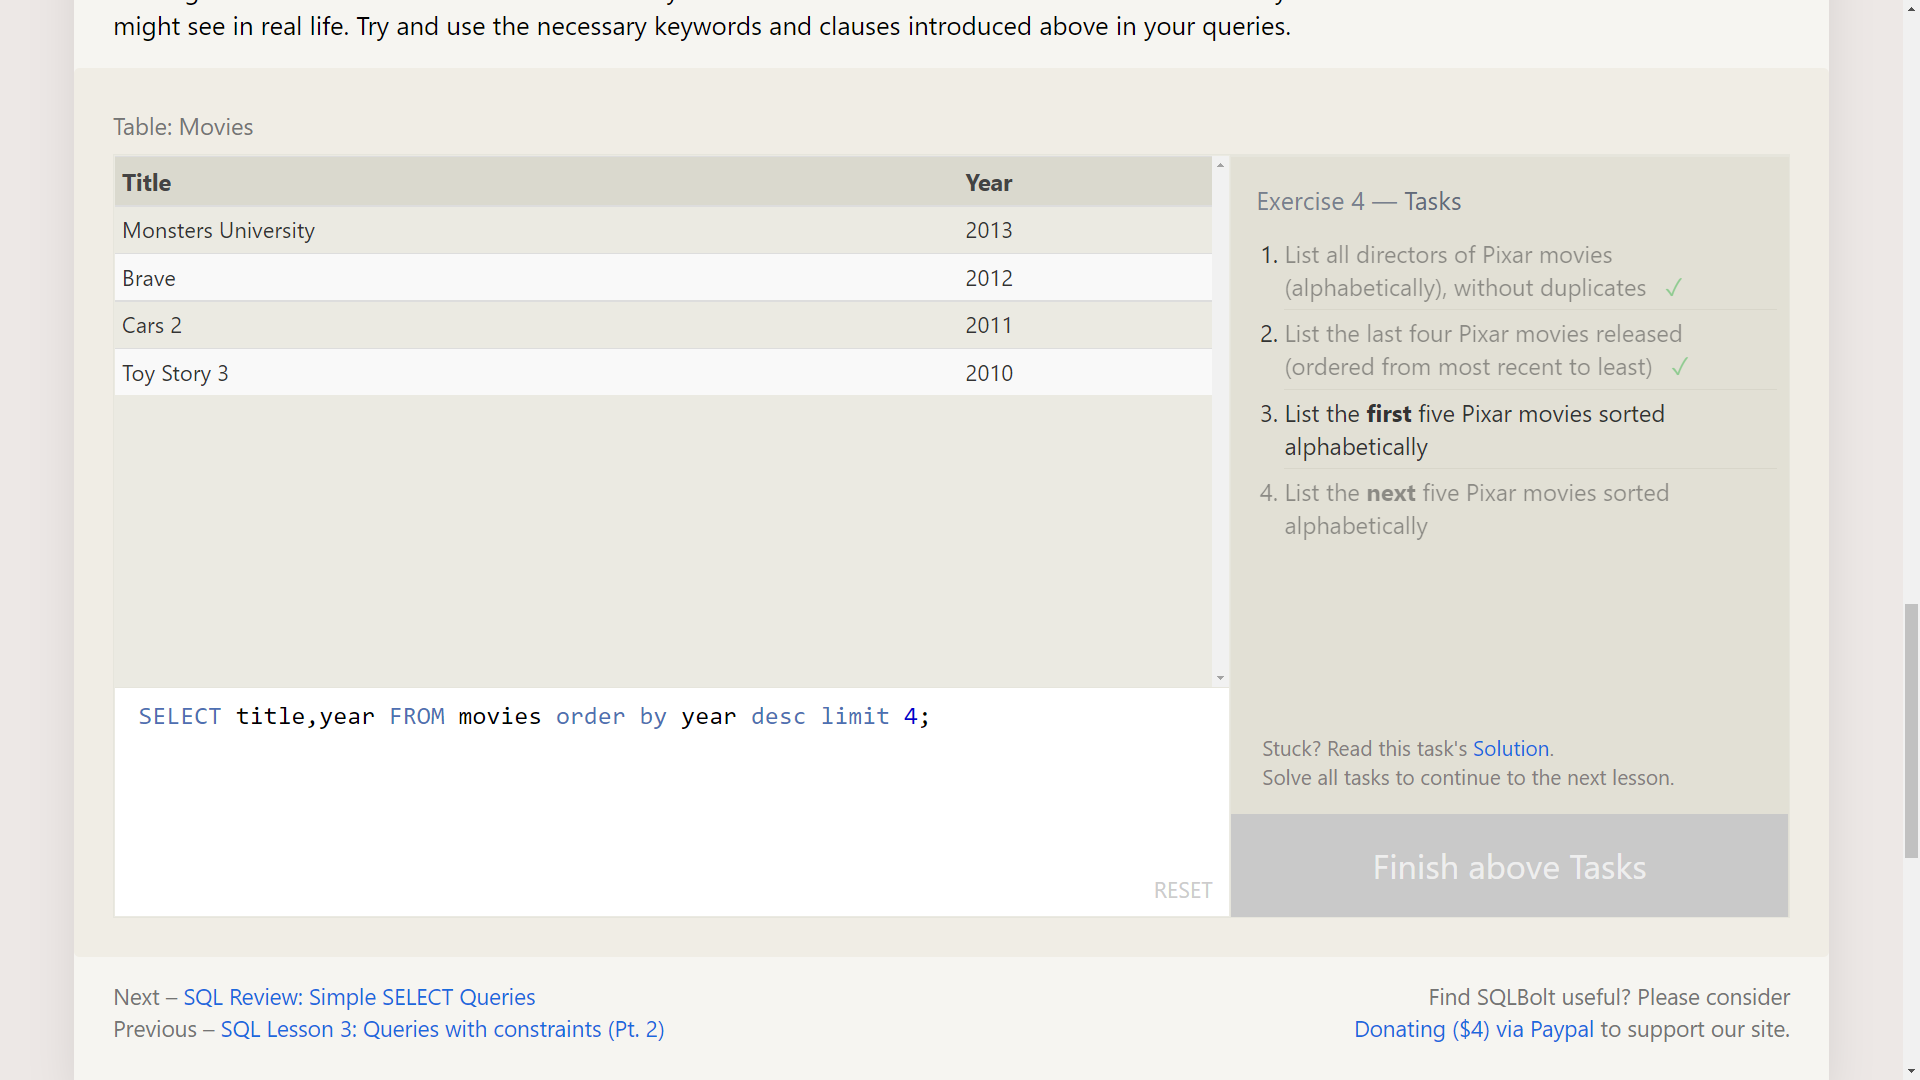 might see in real life. Try and use the necessary keywords and clauses introduced above in your queries.
Table: Movies
Title Year
Monsters University 2013
Brave 2012
Cars 2 2011
Toy Story 3 2010
SELECT title,year FROM movies order by year desc limit 4;
RESET
Exercise 4 — Tasks
1. List all directors of Pixar movies
(alphabetically), without duplicates ✓
2. List the last four Pixar movies released
(ordered from most recent to least) ✓
3. List the first five Pixar movies sorted
alphabetically
4. List the next five Pixar movies sorted
alphabetically
Stuck? Read this task's Solution.
Solve all tasks to continue to the next lesson.
Finish above Tasks
Next – SQL Review: Simple SELECT Queries
Previous – SQL Lesson 3: Queries with constraints (Pt. 2)
Find SQLBolt useful? Please consider
Donating ($4) via Paypal to support our site.